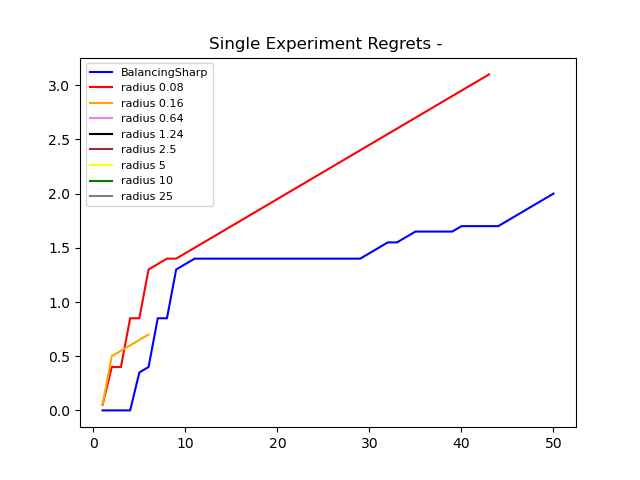 Single Experiment Regrets -
BalancingSharp
radius 0.08
radius 0.16
radius 0.64
radius 1.24
radius 2.5
radius 5
radius 10
radius 25
3.0
2.5
2.0
1.5
1.0
0.5
0.0
0 10 20 30 40 50